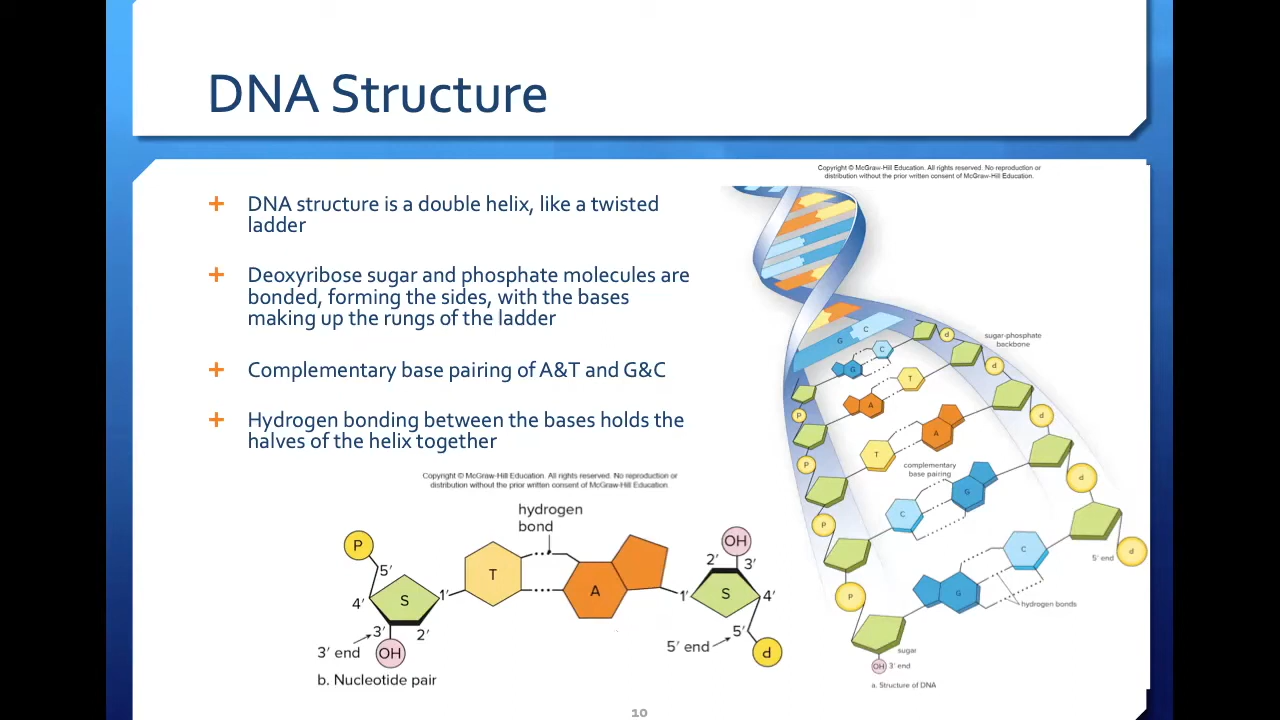 DNA Structure
Copyright © McGraw-Hill Education. All rights reserved. No reproduction or
distribution without the prior written consent of McGraw-Hill Education.
DNA structure is a double helix, like a twisted
ladder
Deoxyribose sugar and phosphate molecules are
bonded, forming the sides, with the bases
making up the rungs of the ladder
Complementary base pairing of A&T and G&C
Hydrogen bonding between the bases holds the
halves of the helix together
Copyright © McGraw-Hill Education. All rights reserved. No reproduction or
distribution without the prior written consent of McGraw-Hill Education.
hydrogen
bond
P
5′
4′
S
1′
3′
2′
OH
3′ end
T
A
OH
2′
3′
1′
S
4′
5′
5′ end
d
b. Nucleotide pair
G
C
sugar-phosphate
backbone
G
C
d
d
P
A
T
d
P
T
A
complementary
base pairing
d
P
C
G
5′ end
d
P
G
C
hydrogen bonds
sugar
OH
3′ end
a. Structure of DNA
10